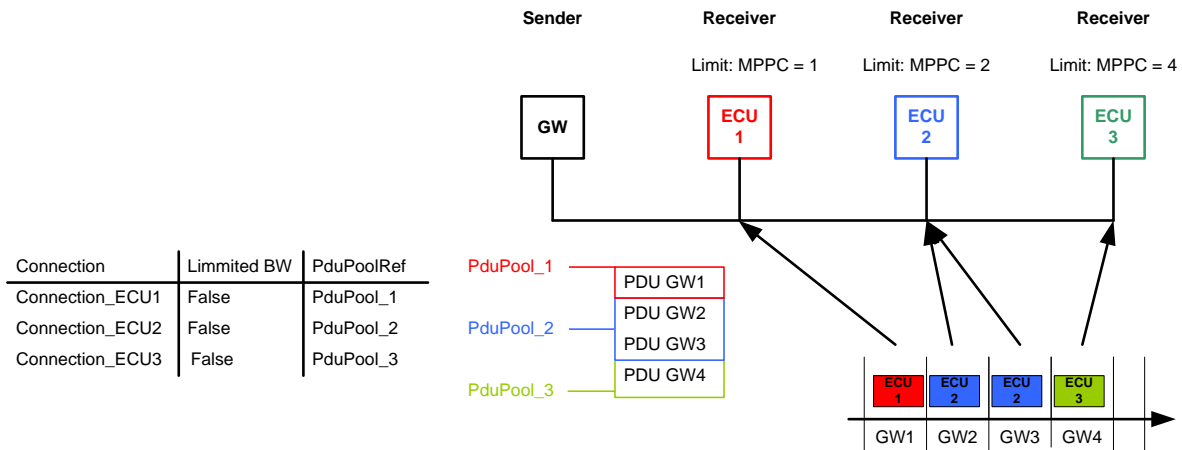 Sender Receiver Receiver Receiver
Limit: MPPC = 1 Limit: MPPC = 2 Limit: MPPC = 4
GW
ECU
1
ECU
2
ECU
3
Connection Limmited BW PduPoolRef
Connection_ECU1 False PduPool_1
Connection_ECU2 False PduPool_2
Connection_ECU3 False PduPool_3
PduPool_1
PduPool_2
PduPool_3
PDU GW1
PDU GW2
PDU GW3
PDU GW4
ECU
1
ECU
2
ECU
2
ECU
3
GW1 GW2 GW3 GW4